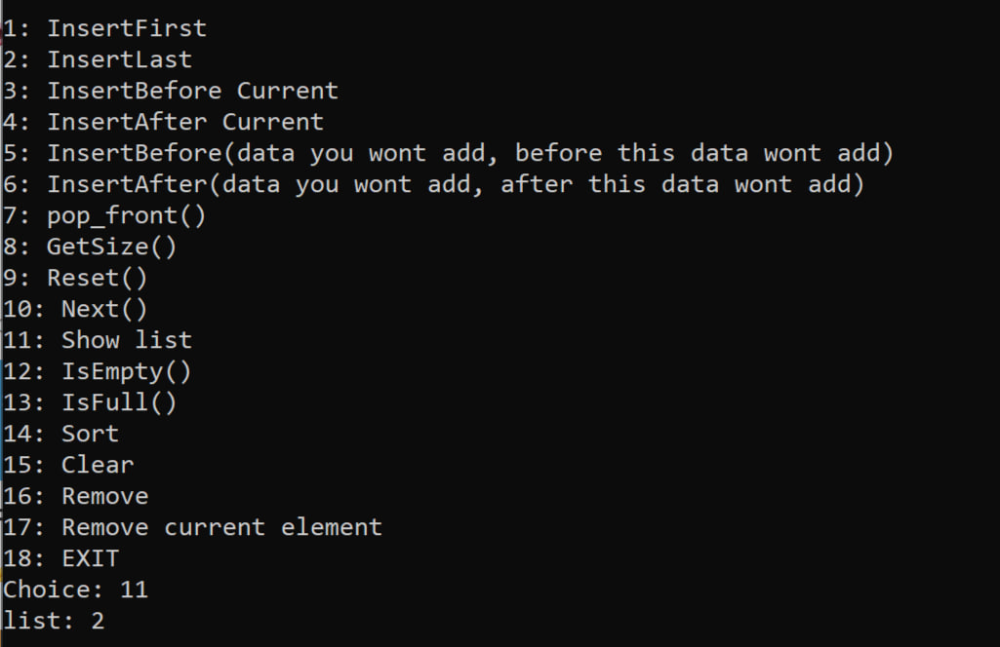 1: InsertFirst
2: InsertLast
3: InsertBefore Current
4: InsertAfter Current
5: InsertBefore(data you wont add, before this data wont add)
6: InsertAfter(data you wont add, after this data wont add)
7: pop_front()
8: GetSize()
9: Reset()
10: Next()
11: Show list
12: IsEmpty()
13: IsFull()
14: Sort
15: Clear
16: Remove
17: Remove current element
18: EXIT
Choice: 11
list: 2